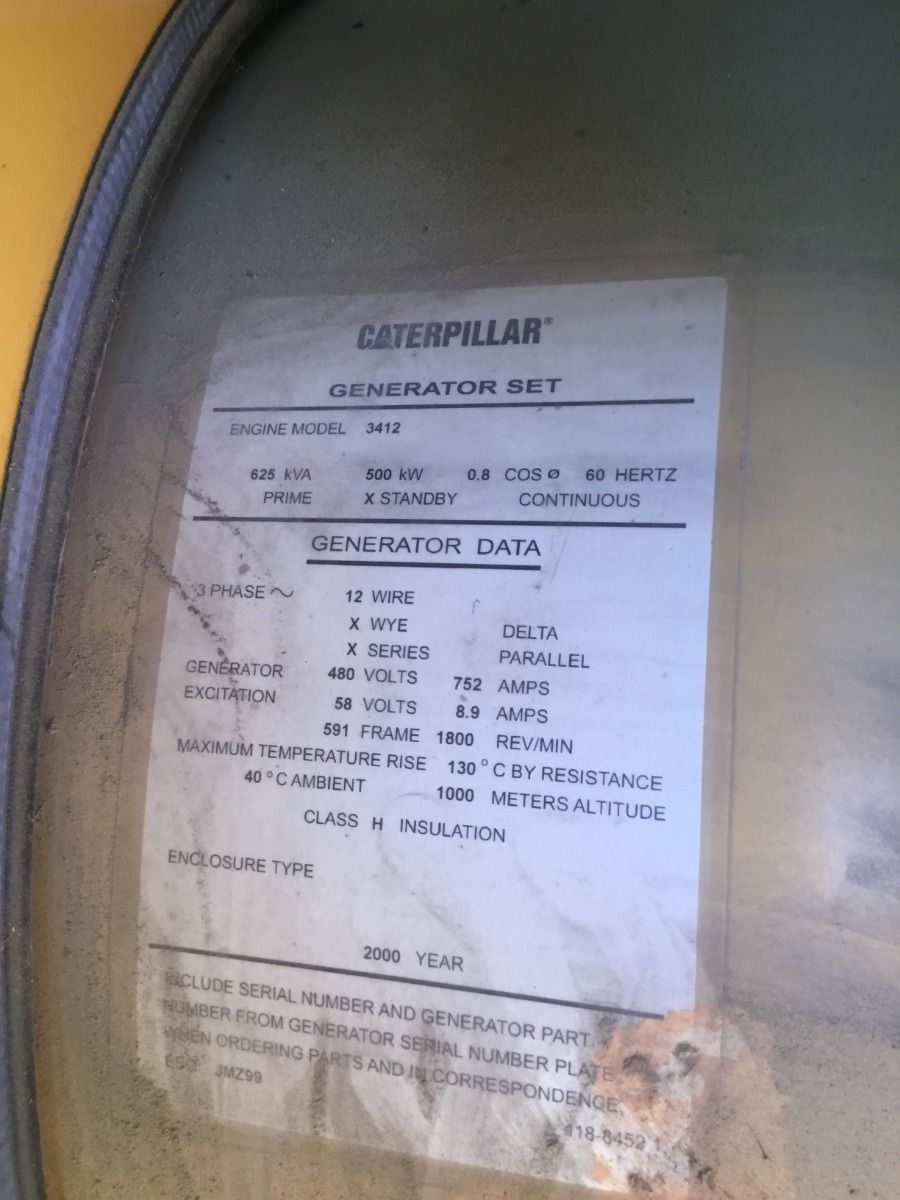 CATERPILLAR®
GENERATOR SET
ENGINE MODEL 3412
625 kVA 500 kW 0.8 COS Ø 60 HERTZ
PRIME X STANDBY CONTINUOUS
GENERATOR DATA
3 PHASE ~ 12 WIRE
X WYE DELTA
X SERIES PARALLEL
GENERATOR 480 VOLTS 752 AMPS
EXCITATION 58 VOLTS 8.9 AMPS
591 FRAME 1800 REV/MIN
MAXIMUM TEMPERATURE RISE 130 °C BY RESISTANCE
40 °C AMBIENT 1000 METERS ALTITUDE
CLASS H INSULATION
ENCLOSURE TYPE
2000 YEAR
INCLUDE SERIAL NUMBER AND GENERATOR PART
NUMBER FROM GENERATOR SERIAL NUMBER PLATE
WHEN ORDERING PARTS AND IN CORRESPONDENCE.
JMZ99
118-8452 1